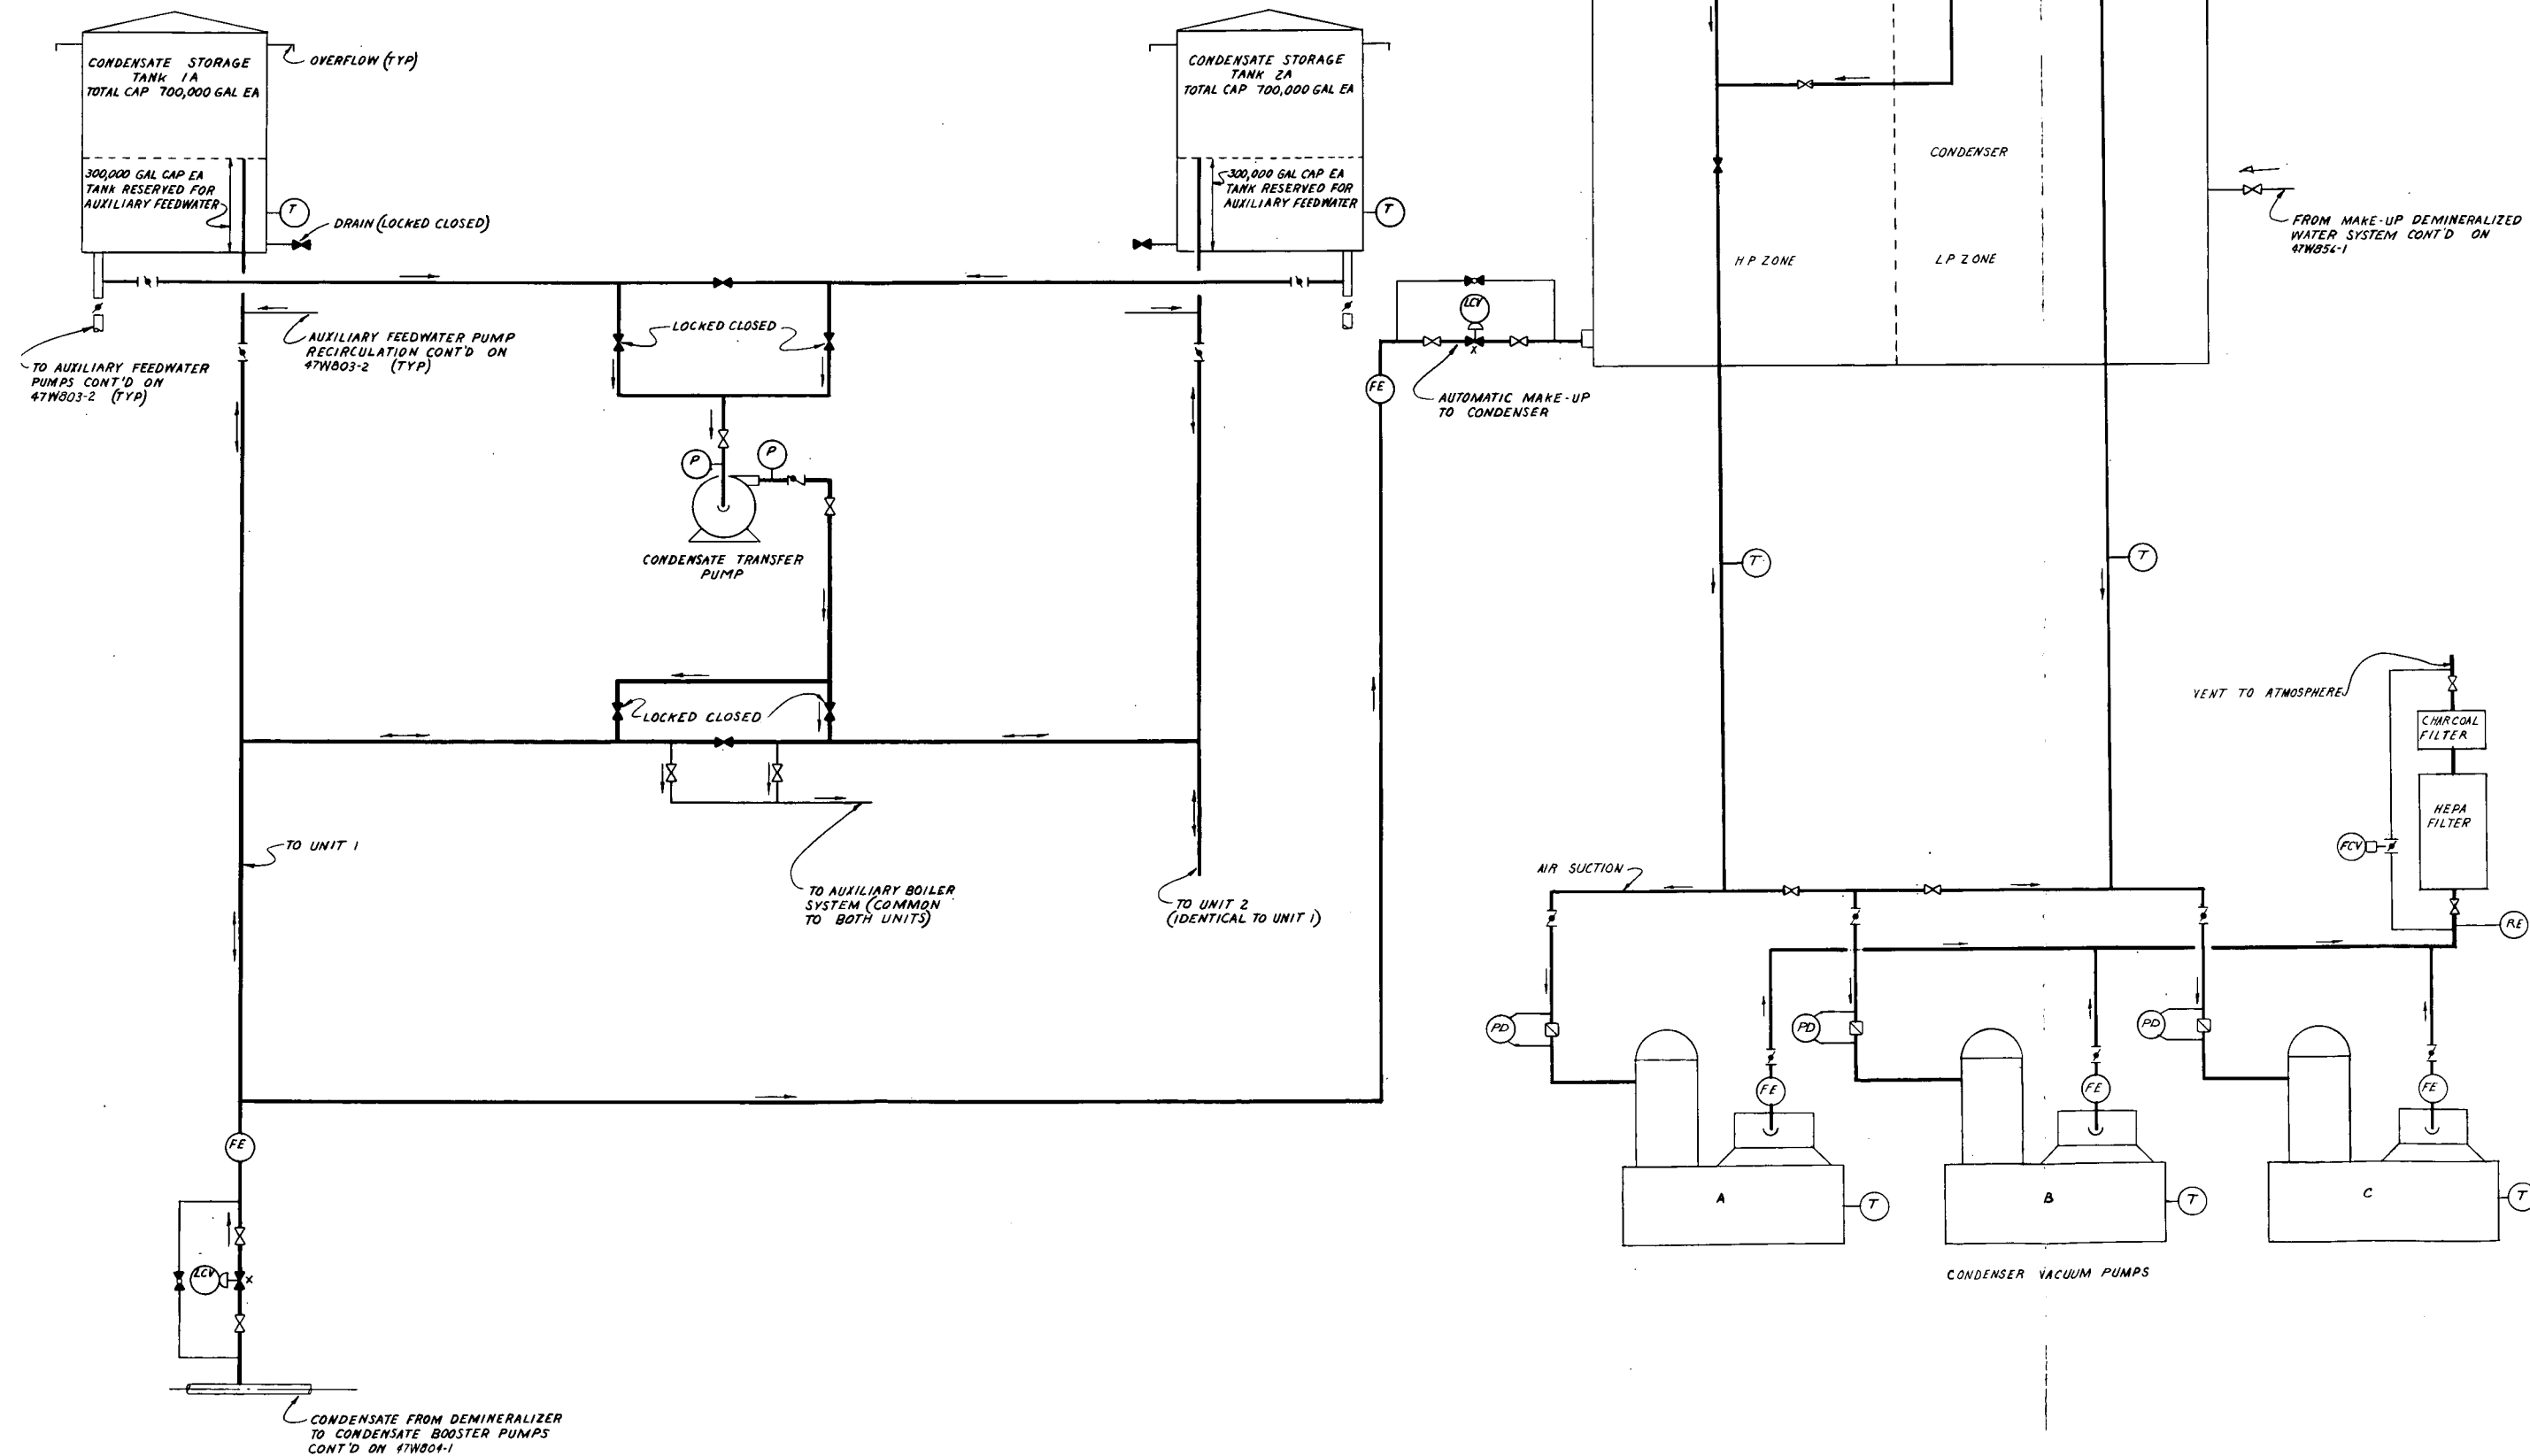 CONDENSATE STORAGE
TANK 1A
TOTAL CAP 700,000 GAL EA
OVERFLOW (TYP)
300,000 GAL CAP EA
TANK RESERVED FOR
AUXILIARY FEEDWATER
T
DRAIN (LOCKED CLOSED)
TO AUXILIARY FEEDWATER
PUMPS CONT'D ON
47W803-2 (TYP)
AUXILIARY FEEDWATER PUMP
RECIRCULATION CONT'D ON
47W803-2 (TYP)
LOCKED CLOSED
P
P
CONDENSATE TRANSFER
PUMP
LOCKED CLOSED
CONDENSATE STORAGE
TANK 2A
TOTAL CAP 700,000 GAL EA
300,000 GAL CAP EA
TANK RESERVED FOR
AUXILIARY FEEDWATER
T
LCV
X
FE
AUTOMATIC MAKE-UP
TO CONDENSER
CONDENSER
HP ZONE
LP ZONE
FROM MAKE-UP DEMINERALIZED
WATER SYSTEM CONT'D ON
47W856-1
T
T
TO UNIT 1
TO AUXILIARY BOILER
SYSTEM (COMMON
TO BOTH UNITS)
TO UNIT 2
(IDENTICAL TO UNIT 1)
VENT TO ATMOSPHERE
CHARCOAL
FILTER
HEPA
FILTER
FCV
RE
AIR SUCTION
PD
PD
PD
FE
FE
FE
A
T
B
T
C
T
CONDENSER VACUUM PUMPS
FE
LCV
X
CONDENSATE FROM DEMINERALIZER
TO CONDENSATE BOOSTER PUMPS
CONT'D ON 47W804-1